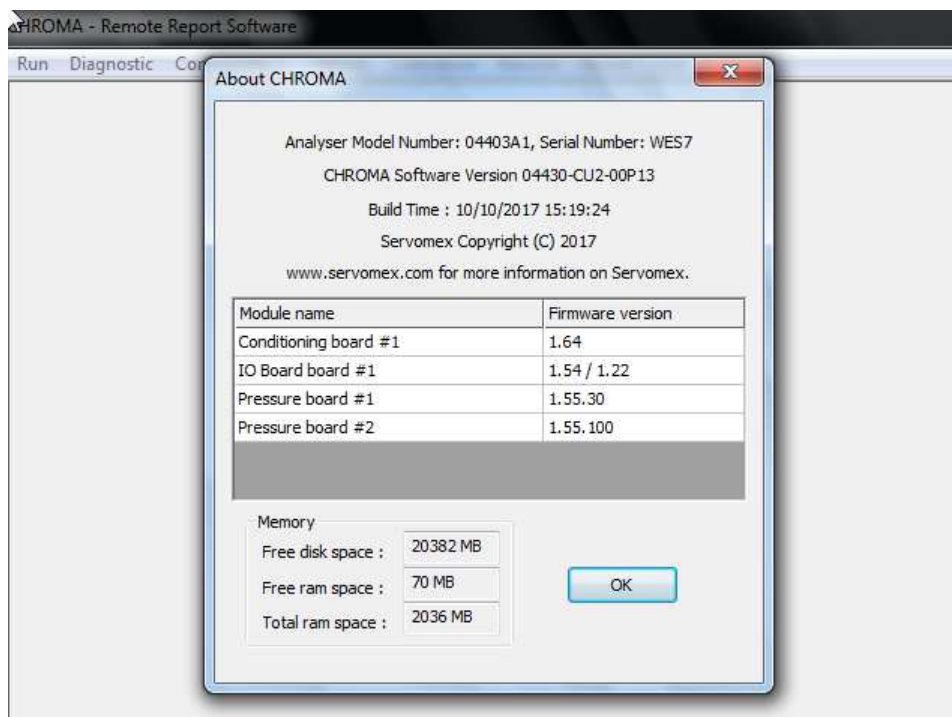 CHROMA - Remote Report Software
Run Diagnostic
About CHROMA
Analyser Model Number: 04403A1, Serial Number: WES7
CHROMA Software Version 04430-CU2-00P13
Build Time : 10/10/2017 15:19:24
Servomex Copyright (C) 2017
www.servomex.com for more information on Servomex.
Module name Firmware version
Conditioning board #1 1.64
IO Board board #1 1.54 / 1.22
Pressure board #1 1.55.30
Pressure board #2 1.55.100
Memory
Free disk space : 20382 MB
Free ram space : 70 MB
Total ram space : 2036 MB
OK